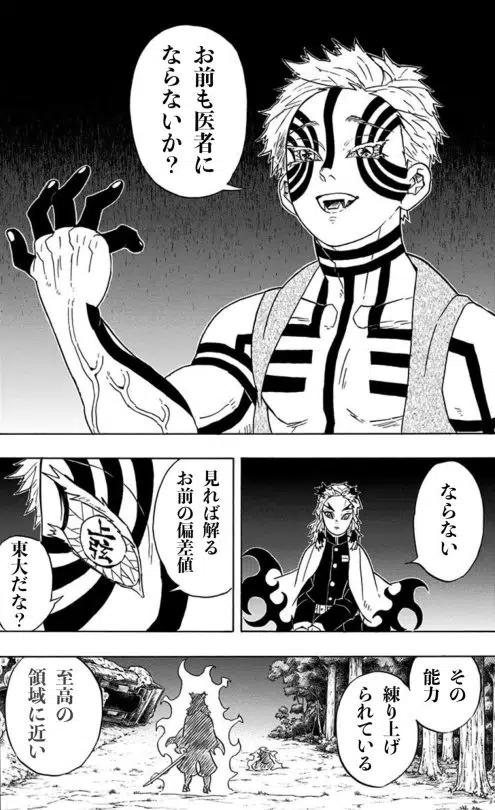 お前も医者に
ならないか？
ならない
見れば解る
お前の偏差値
上弦
東大だな？
その
能力
練り上げ
られている
至高の
領域に近い